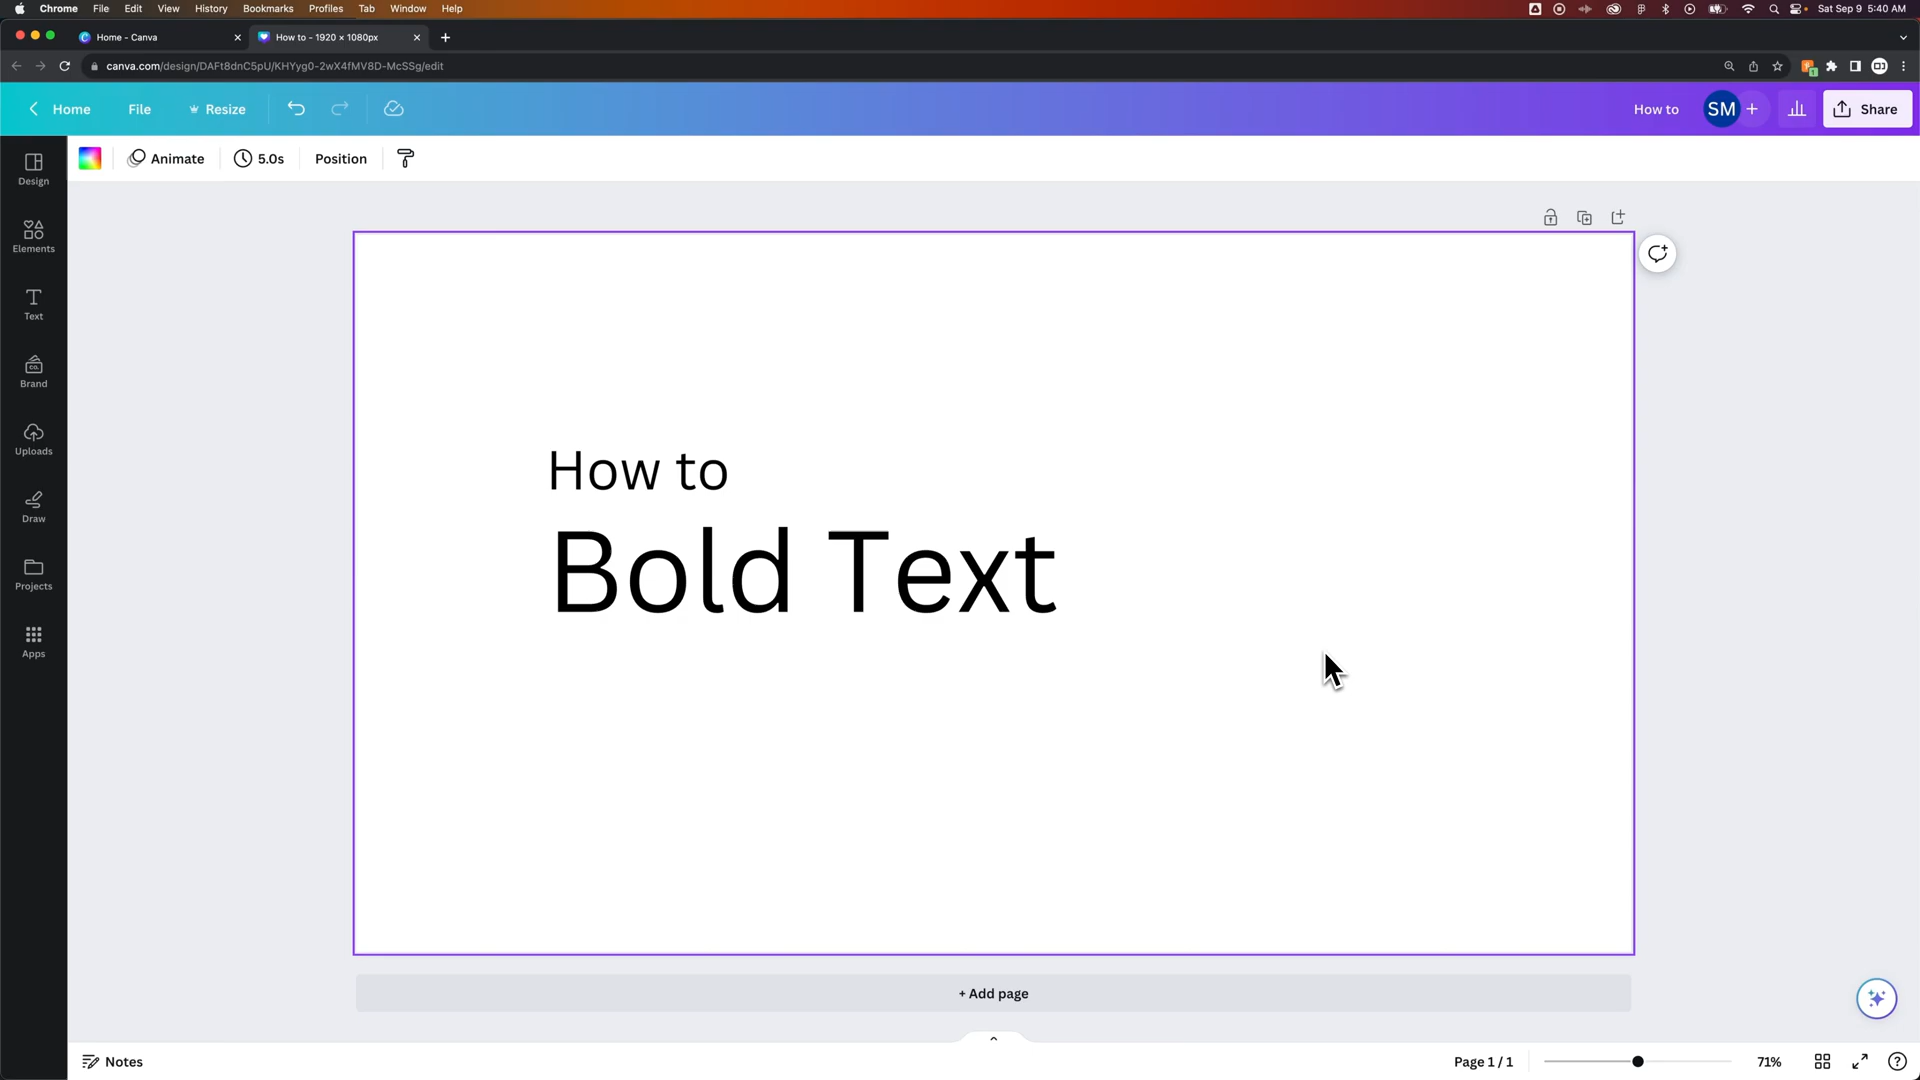 Chrome File Edit View History Bookmarks Profiles Tab Window Help Sat Sep 9 5:40 AM
Home - Canva How to - 1920 × 1080px
canva.com/design/DAFt8dnC5pU/KHYyg0-2wX4fMV8D-McSSg/edit
Home File Resize How to SM + Share
Animate 5.0s Position
Design
Elements
Text
CO.
Brand
Uploads
Draw
Projects
Apps
How to
Bold Text
+ Add page
Notes Page 1 / 1 71%